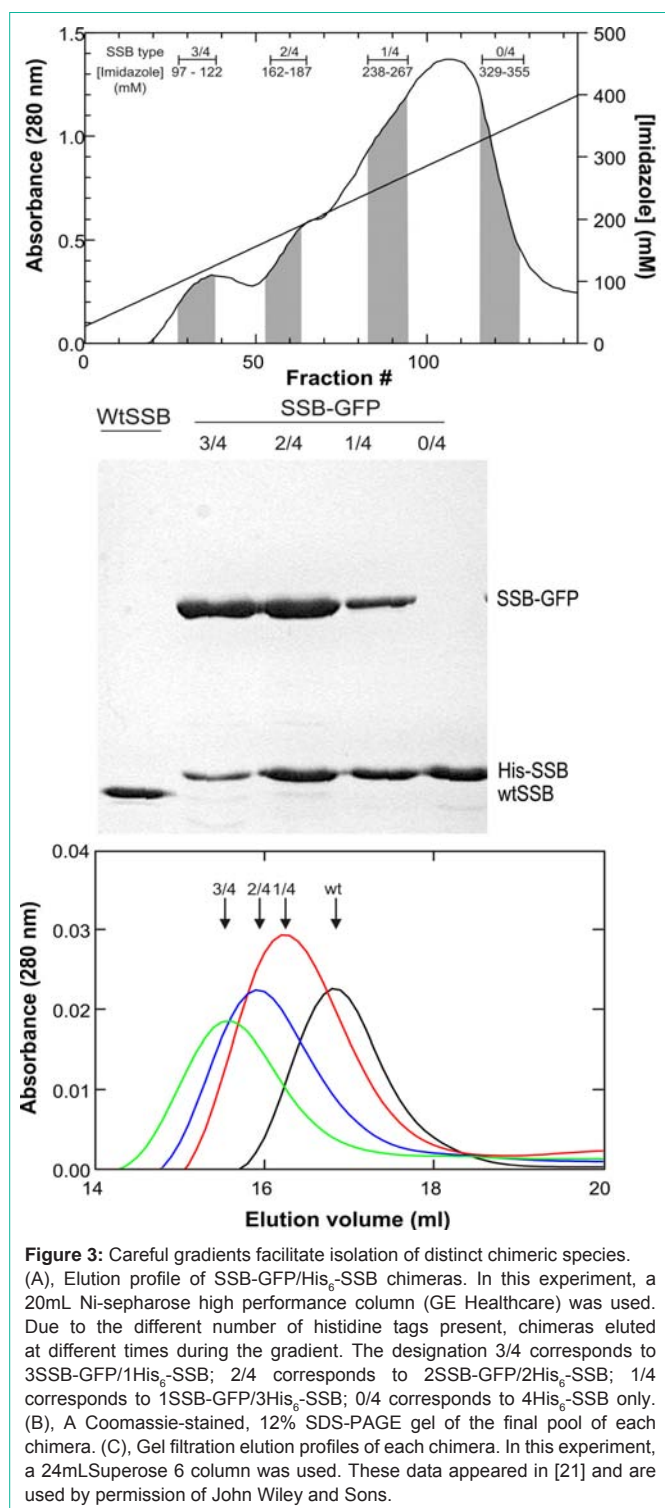 SSB type 3/4 2/4 1/4 0/4
[Imidazole] 97 - 122 162-187 238-267 329-355
(mM)
1.5
1.0
0.5
0.0
Absorbance (280 nm)
500
400
300
200
100
0
[Imidazole] (mM)
0 50 100
Fraction #
WtSSB SSB-GFP
3/4 2/4 1/4 0/4
SSB-GFP
His-SSB
wtSSB
0.04
0.03
0.02
0.01
0.00
Absorbance (280 nm)
3/4 2/4 1/4 wt
14 16 18 20
Elution volume (ml)
Figure 3: Careful gradients facilitate isolation of distinct chimeric species.
(A), Elution profile of SSB-GFP/His6-SSB chimeras. In this experiment, a
20mL Ni-sepharose high performance column (GE Healthcare) was used.
Due to the different number of histidine tags present, chimeras eluted
at different times during the gradient. The designation 3/4 corresponds to
3SSB-GFP/1His6-SSB; 2/4 corresponds to 2SSB-GFP/2His6-SSB; 1/4
corresponds to 1SSB-GFP/3His6-SSB; 0/4 corresponds to 4His6-SSB only.
(B), A Coomassie-stained, 12% SDS-PAGE gel of the final pool of each
chimera. (C), Gel filtration elution profiles of each chimera. In this experiment,
a 24mLSuperose 6 column was used. These data appeared in [21] and are
used by permission of John Wiley and Sons.